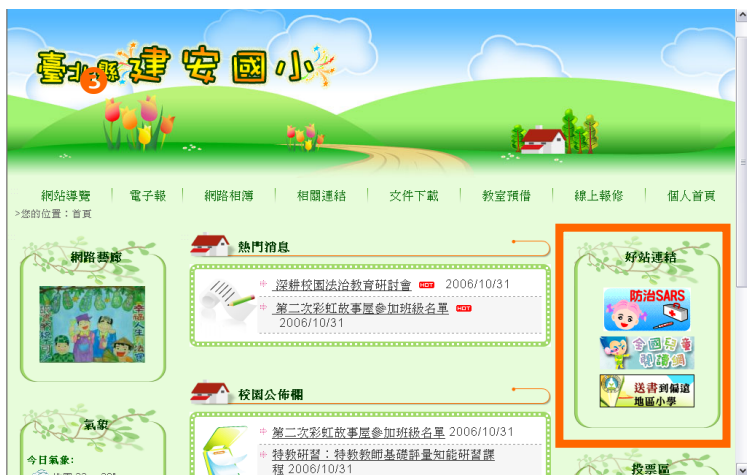 臺北縣建安國小
3
網站導覽 電子報 網路相簿 相關連結 文件下載 教室預借 線上報修 個人首頁
>您的位置：首頁
網路藝廊
熱門消息
深耕校園法治教育研討會 HOT 2006/10/31
第二次彩虹故事屋參加班級名單 HOT
2006/10/31
校園公佈欄
第二次彩虹故事屋參加班級名單 2006/10/31
特教研習：特教教師基礎評量知能研習課
程 2006/10/31
氣象
今日氣象:
好站連結
防治SARS
全國兒童
閱讀網
送書到偏遠
地區小學
投票區